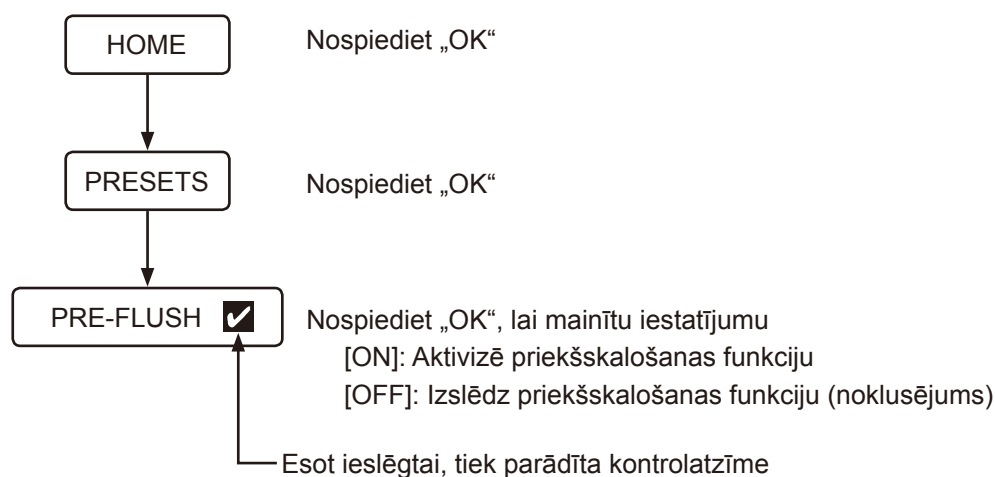 HOME
Nospiediet „OK“
PRESETS
Nospiediet „OK“
PRE-FLUSH ✔
Nospiediet „OK“, lai mainītu iestatījumu
[ON]: Aktivizē priekšskalošanas funkciju
[OFF]: Izslēdz priekšskalošanas funkciju (noklusējums)
Esot ieslēgtai, tiek parādīta kontrolatzīme